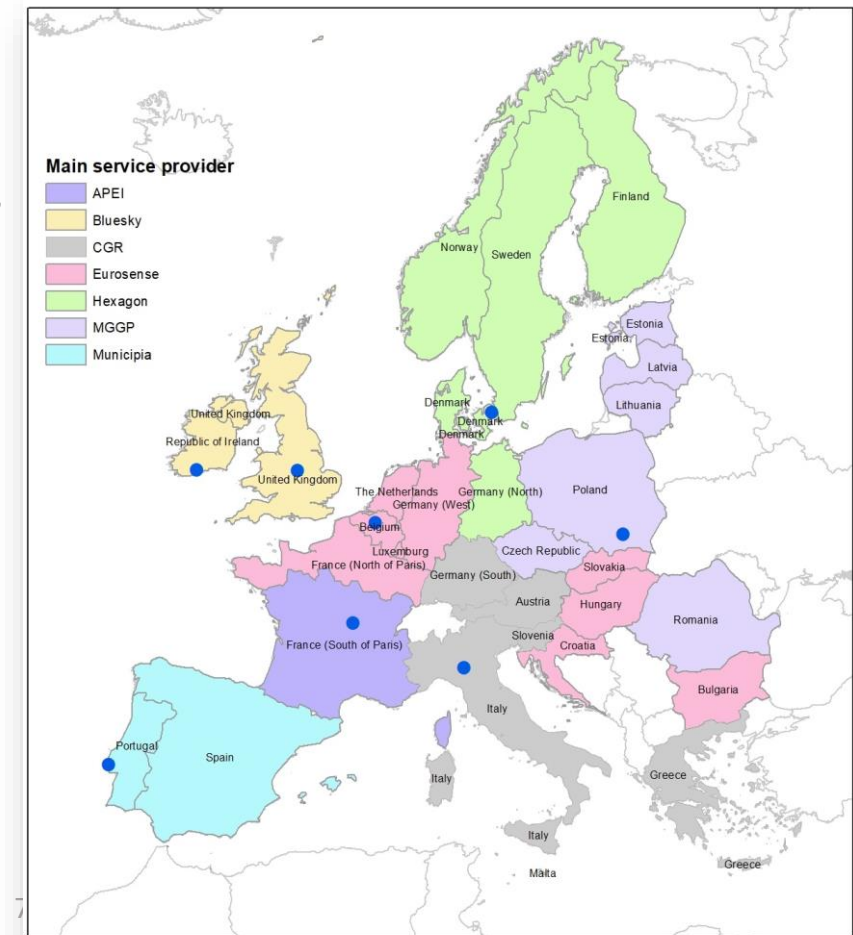 Main service provider
APEI
Bluesky
CGR
Eurosense
Hexagon
MGGP
Municipia
Finland
Norway
Sweden
Estonia
Estonia
Latvia
Lithuania
Denmark
Denmark
Denmark
United Kingdom
Republic of Ireland
United Kingdom
The Netherlands
Germany (West)
Germany (North)
Poland
Belgium
Luxemburg
Czech Republic
France (North of Paris)
Germany (South)
Slovakia
Austria
Hungary
Romania
Slovenia
Croatia
France (South of Paris)
Bulgaria
Italy
Portugal
Spain
Italy
Greece
Italy
Malta
Greece